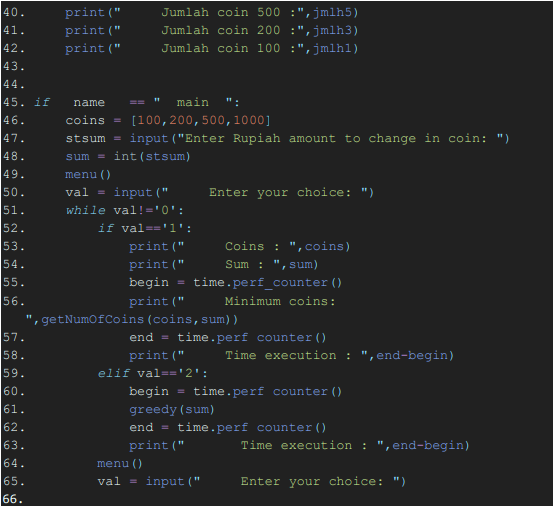 40.     print("     Jumlah coin 500 :",jmlh5)
41.     print("     Jumlah coin 200 :",jmlh3)
42.     print("     Jumlah coin 100 :",jmlh1)
43.
44.
45. if   name   == "  main  ":
46.     coins = [100,200,500,1000]
47.     stsum = input("Enter Rupiah amount to change in coin: ")
48.     sum = int(stsum)
49.     menu()
50.     val = input("     Enter your choice: ")
51.     while val!='0':
52.         if val=='1':
53.             print("     Coins : ",coins)
54.             print("     Sum : ",sum)
55.             begin = time.perf_counter()
56.             print("     Minimum coins:
",getNumOfCoins(coins,sum))
57.             end = time.perf counter()
58.             print("     Time execution : ",end-begin)
59.         elif val=='2':
60.             begin = time.perf counter()
61.             greedy(sum)
62.             end = time.perf counter()
63.             print("       Time execution : ",end-begin)
64.         menu()
65.         val = input("     Enter your choice: ")
66.